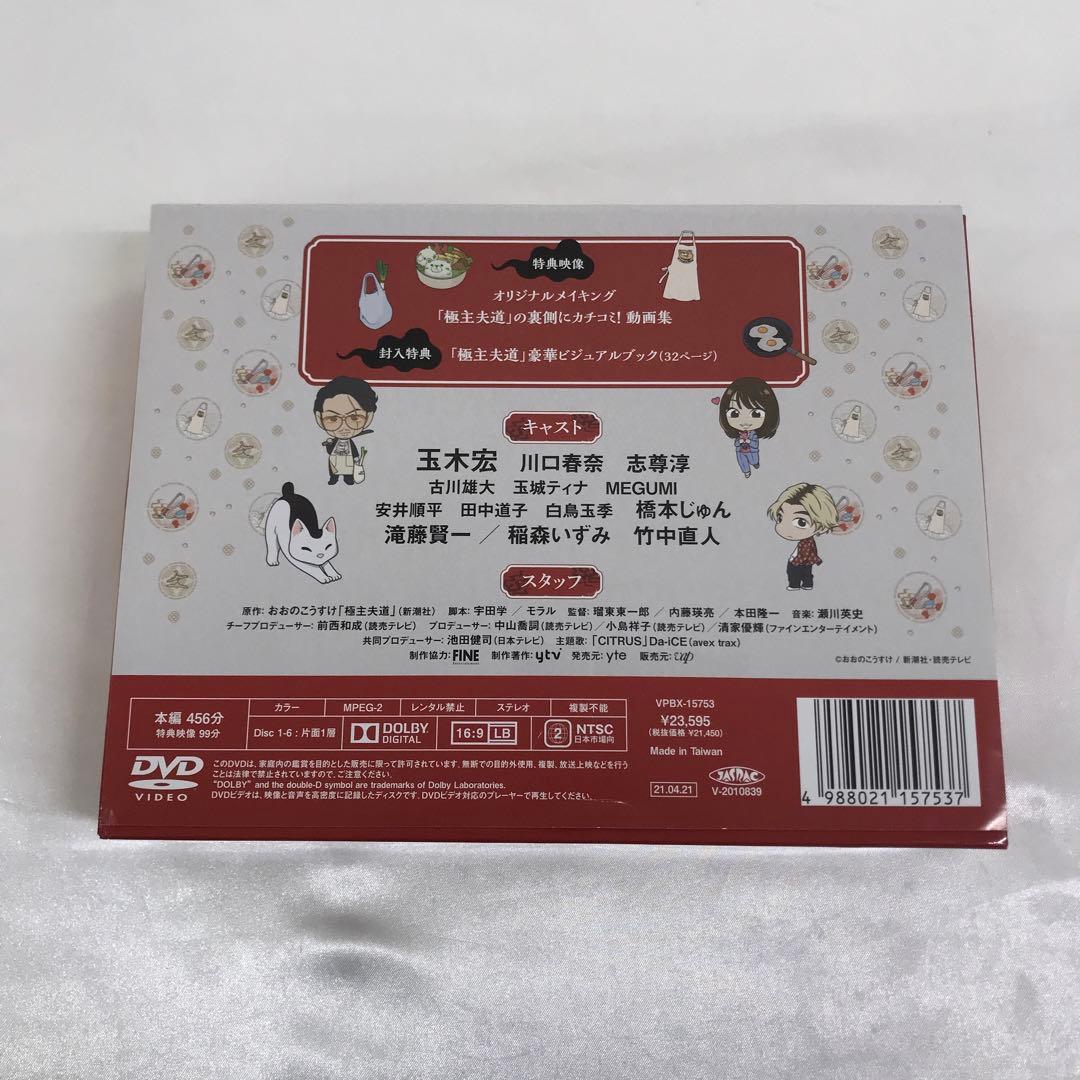 特典映像
オリジナルメイキング
「極主夫道」の裏側にカチコミ! 動画集
封入特典 「極主夫道」豪華ビジュアルブック(32ページ)
キャスト
玉木宏 川口春奈 志尊淳
古川雄大 玉城ティナ MEGUMI
安井順平 田中道子 白鳥玉季 橋本じゅん
滝藤賢一 / 稲森いずみ 竹中直人
スタッフ
原作: おおのこうすけ「極主夫道」(新潮社) 脚本: 宇田学 / モラル 監督: 瑠東東一郎 / 内藤瑛亮 / 本田隆一 音楽: 瀬川英史
チーフプロデューサー: 前西和成(読売テレビ) プロデューサー: 中山喬詞(読売テレビ)/小島祥子(読売テレビ)/清家優輝(ファインエンターテイメント)
共同プロデューサー: 池田健司(日本テレビ) 主題歌: 「CITRUS」Da-iCE(avex trax)
制作協力: FINE 制作著作: ytv 発売元: yte 販売元: vap
©おおのこうすけ / 新潮社・読売テレビ
本編 456分
特典映像 99分
カラー MPEG-2 レンタル禁止 ステレオ 複製不能
Disc 1-6 : 片面1層 DOLBY DIGITAL 16:9 LB 2 NTSC 日本市場向
DVD VIDEO
このDVDは、家庭内の鑑賞を目的とした販売に限って許可されています。無断での目的外使用、複製、放送上映などを行う
ことは法律で禁止されていますので、ご注意ください。
"DOLBY" and the double-D symbol are trademarks of Dolby Laboratories.
DVDビデオは、映像と音声を高密度に記録したディスクです。DVDビデオ対応のプレーヤーで再生してください。
VPBX-15753
¥23,595
(税抜価格 ¥21,450)
Made in Taiwan
21.04.21
JASRAC
V-2010839
4 988021 157537